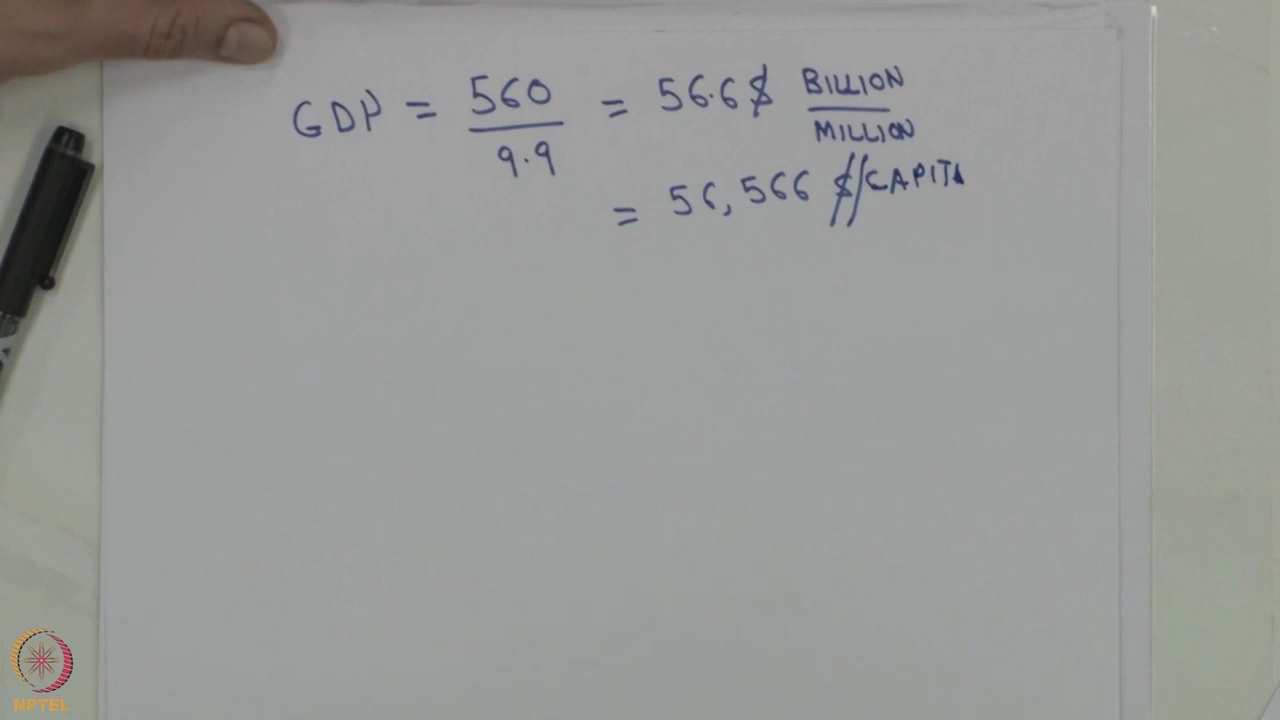 GDP = 560 / 9.9 = 56.6 $ BILLION / MILLION
= 56,566 $//CAPITA
NPTEL